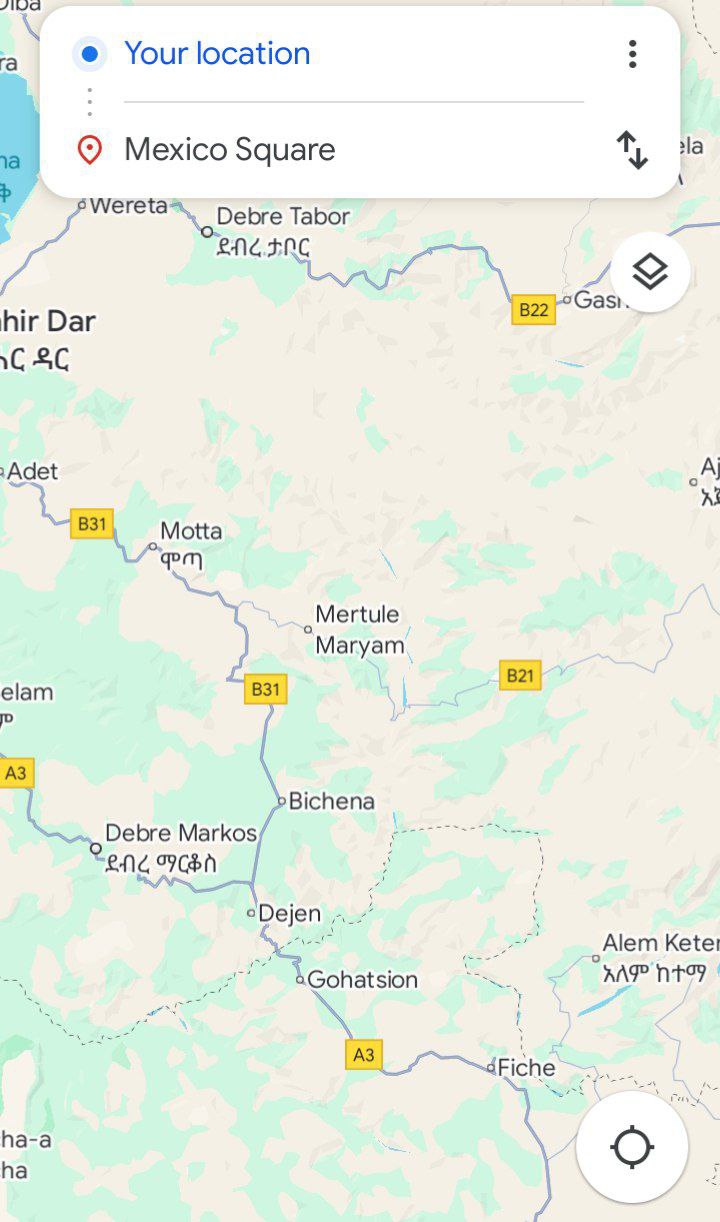 Your location
Mexico Square
Wereta
Debre Tabor
ደብረ ታቦር
B22
Adet
B31
Motta
ሞጣ
Mertule
Maryam
B31
B21
A3
Bichena
Debre Markos
ደብረ ማርቆስ
Dejen
Alem Keter
አለም ከተማ
Gohatsion
A3
Fiche